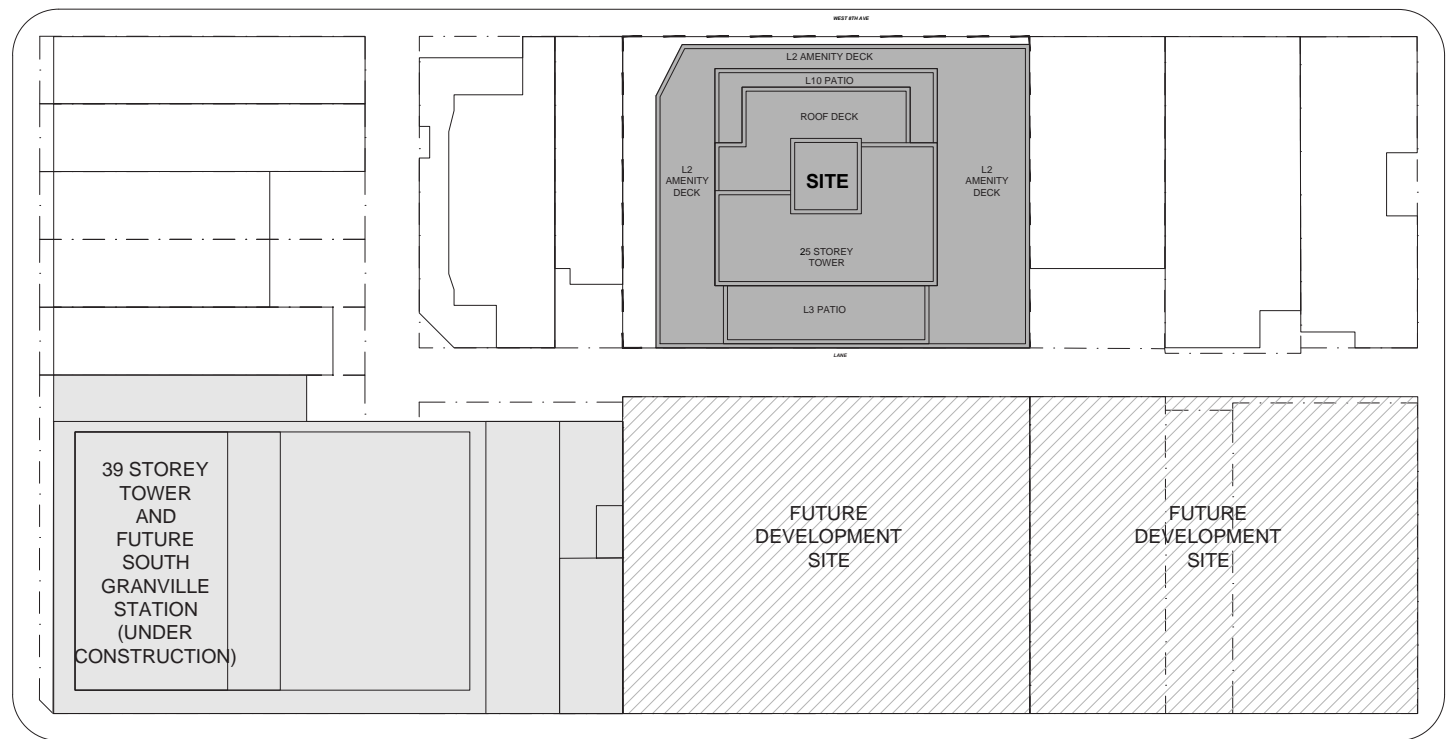 WEST 8TH AVE
L2 AMENITY DECK
L10 PATIO
ROOF DECK
L2
AMENITY
DECK
SITE
L2
AMENITY
DECK
25 STOREY
TOWER
L3 PATIO
LANE
39 STOREY
TOWER
AND
FUTURE
SOUTH
GRANVILLE
STATION
(UNDER
CONSTRUCTION)
FUTURE
DEVELOPMENT
SITE
FUTURE
DEVELOPMENT
SITE